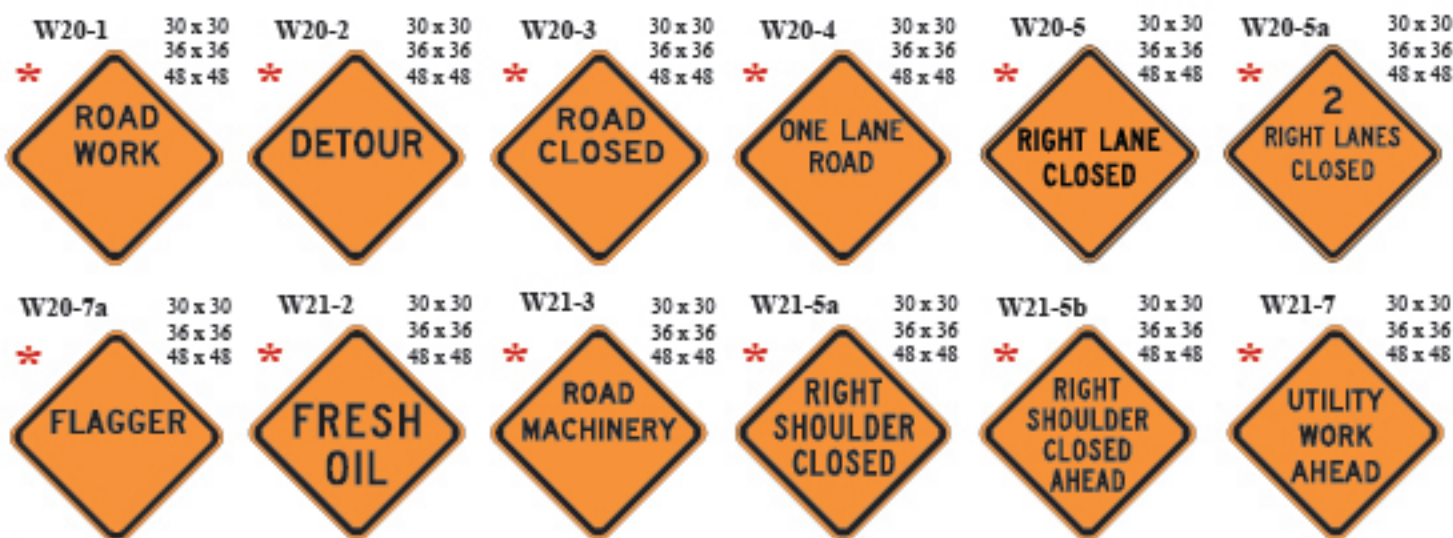 W20-1
30 x 30
36 x 36
48 x 48
*
ROAD
WORK
W20-2
30 x 30
36 x 36
48 x 48
*
DETOUR
W20-3
30 x 30
36 x 36
48 x 48
*
ROAD
CLOSED
W20-4
30 x 30
36 x 36
48 x 48
*
ONE LANE
ROAD
W20-5
30 x 30
36 x 36
48 x 48
*
RIGHT LANE
CLOSED
W20-5a
30 x 30
36 x 36
48 x 48
*
2
RIGHT LANES
CLOSED
W20-7a
30 x 30
36 x 36
48 x 48
*
FLAGGER
W21-2
30 x 30
36 x 36
48 x 48
*
FRESH
OIL
W21-3
30 x 30
36 x 36
48 x 48
*
ROAD
MACHINERY
W21-5a
30 x 30
36 x 36
48 x 48
*
RIGHT
SHOULDER
CLOSED
W21-5b
30 x 30
36 x 36
48 x 48
*
RIGHT
SHOULDER
CLOSED
AHEAD
W21-7
30 x 30
36 x 36
48 x 48
*
UTILITY
WORK
AHEAD